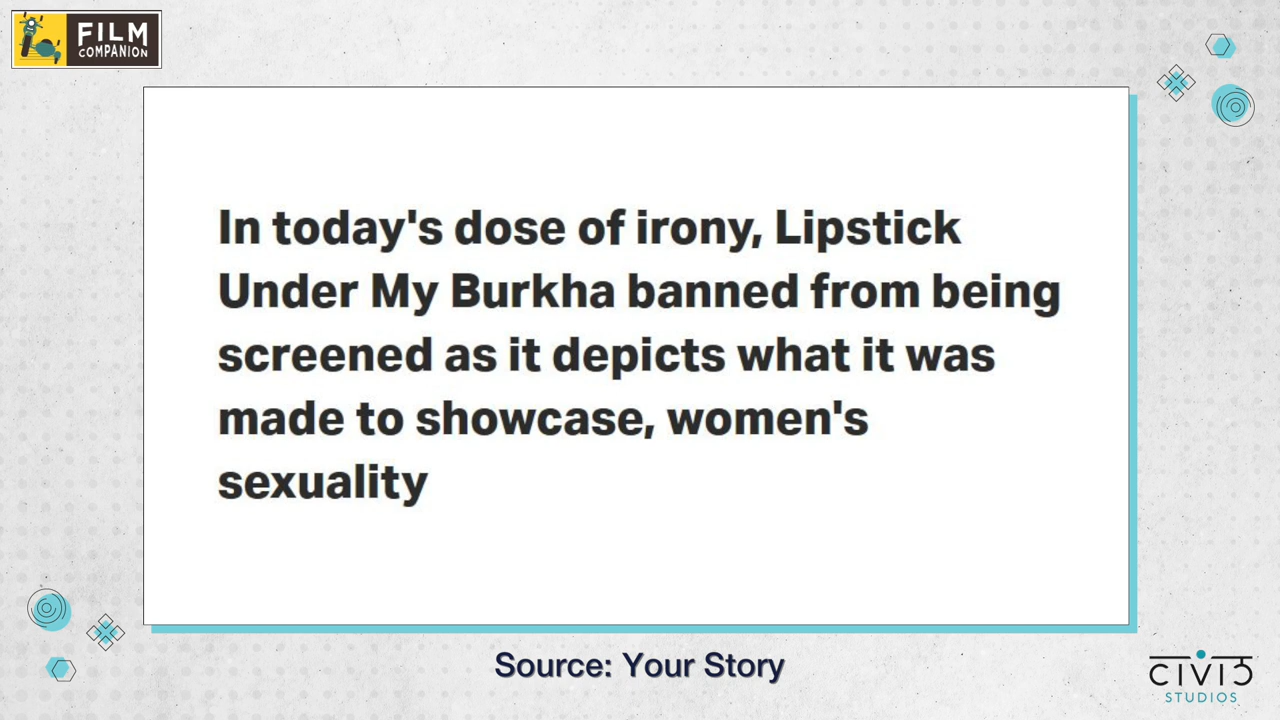 FILM
COMPANION
In today's dose of irony, Lipstick
Under My Burkha banned from being
screened as it depicts what it was
made to showcase, women's
sexuality
Source: Your Story
CIVIC
STUDIOS